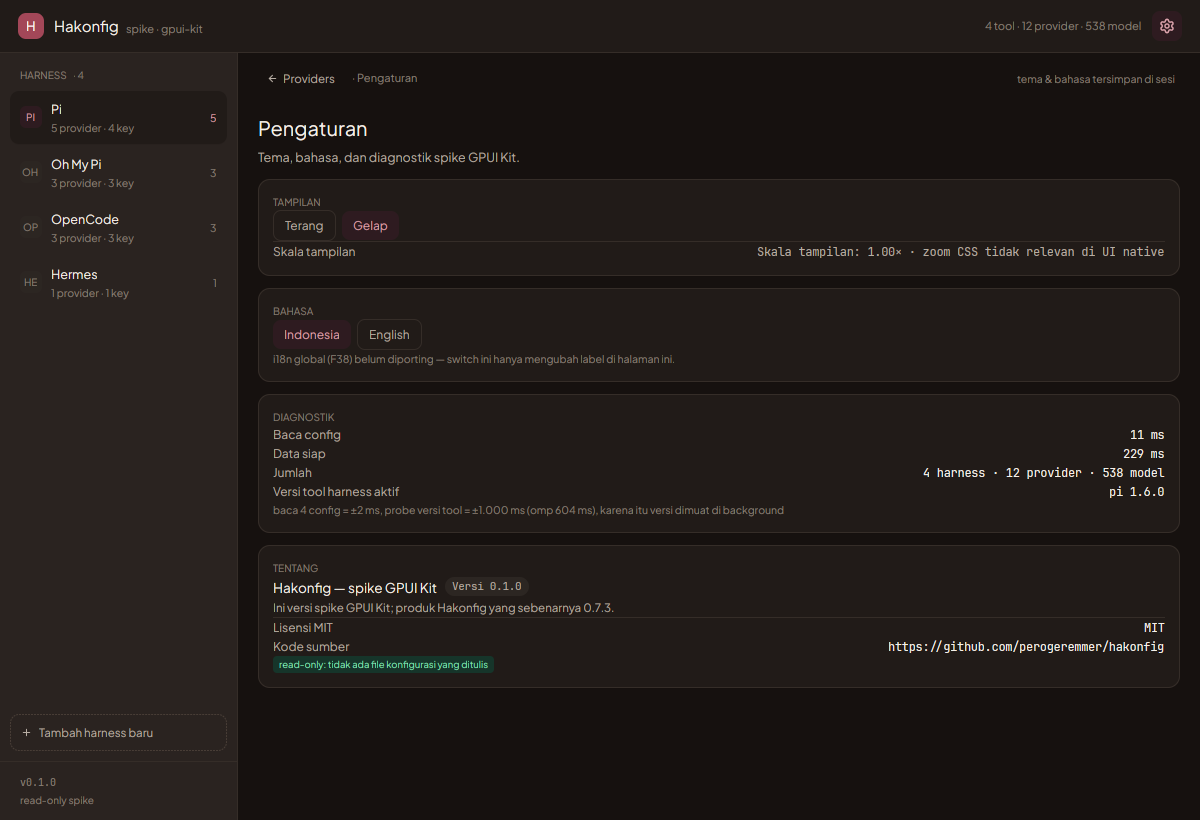 H Hakonfig spike · gpui-kit
4 tool · 12 provider · 538 model
HARNESS · 4
PI Pi 5
5 provider · 4 key
OH Oh My Pi 3
3 provider · 3 key
OP OpenCode 3
3 provider · 3 key
HE Hermes 1
1 provider · 1 key
+ Tambah harness baru
v0.1.0
read-only spike
← Providers · Pengaturan
tema & bahasa tersimpan di sesi
Pengaturan
Tema, bahasa, dan diagnostik spike GPUI Kit.
TAMPILAN
Terang Gelap
Skala tampilan Skala tampilan: 1.00× · zoom CSS tidak relevan di UI native
BAHASA
Indonesia English
i18n global (F38) belum diporting — switch ini hanya mengubah label di halaman ini.
DIAGNOSTIK
Baca config 11 ms
Data siap 229 ms
Jumlah 4 harness · 12 provider · 538 model
Versi tool harness aktif pi 1.6.0
baca 4 config = ±2 ms, probe versi tool = ±1.000 ms (omp 604 ms), karena itu versi dimuat di background
TENTANG
Hakonfig — spike GPUI Kit Versi 0.1.0
Ini versi spike GPUI Kit; produk Hakonfig yang sebenarnya 0.7.3.
Lisensi MIT MIT
Kode sumber https://github.com/perogeremmer/hakonfig
read-only: tidak ada file konfigurasi yang ditulis